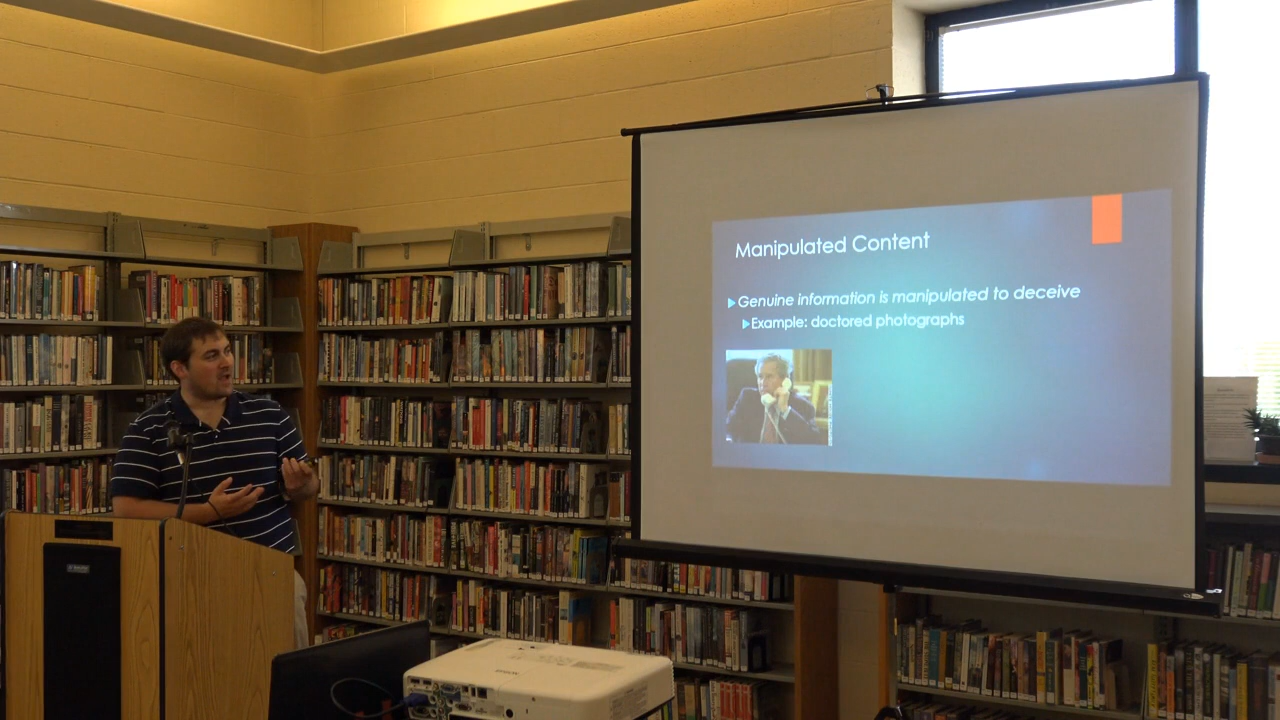 Manipulated Content
Genuine information is manipulated to deceive
Example: doctored photographs